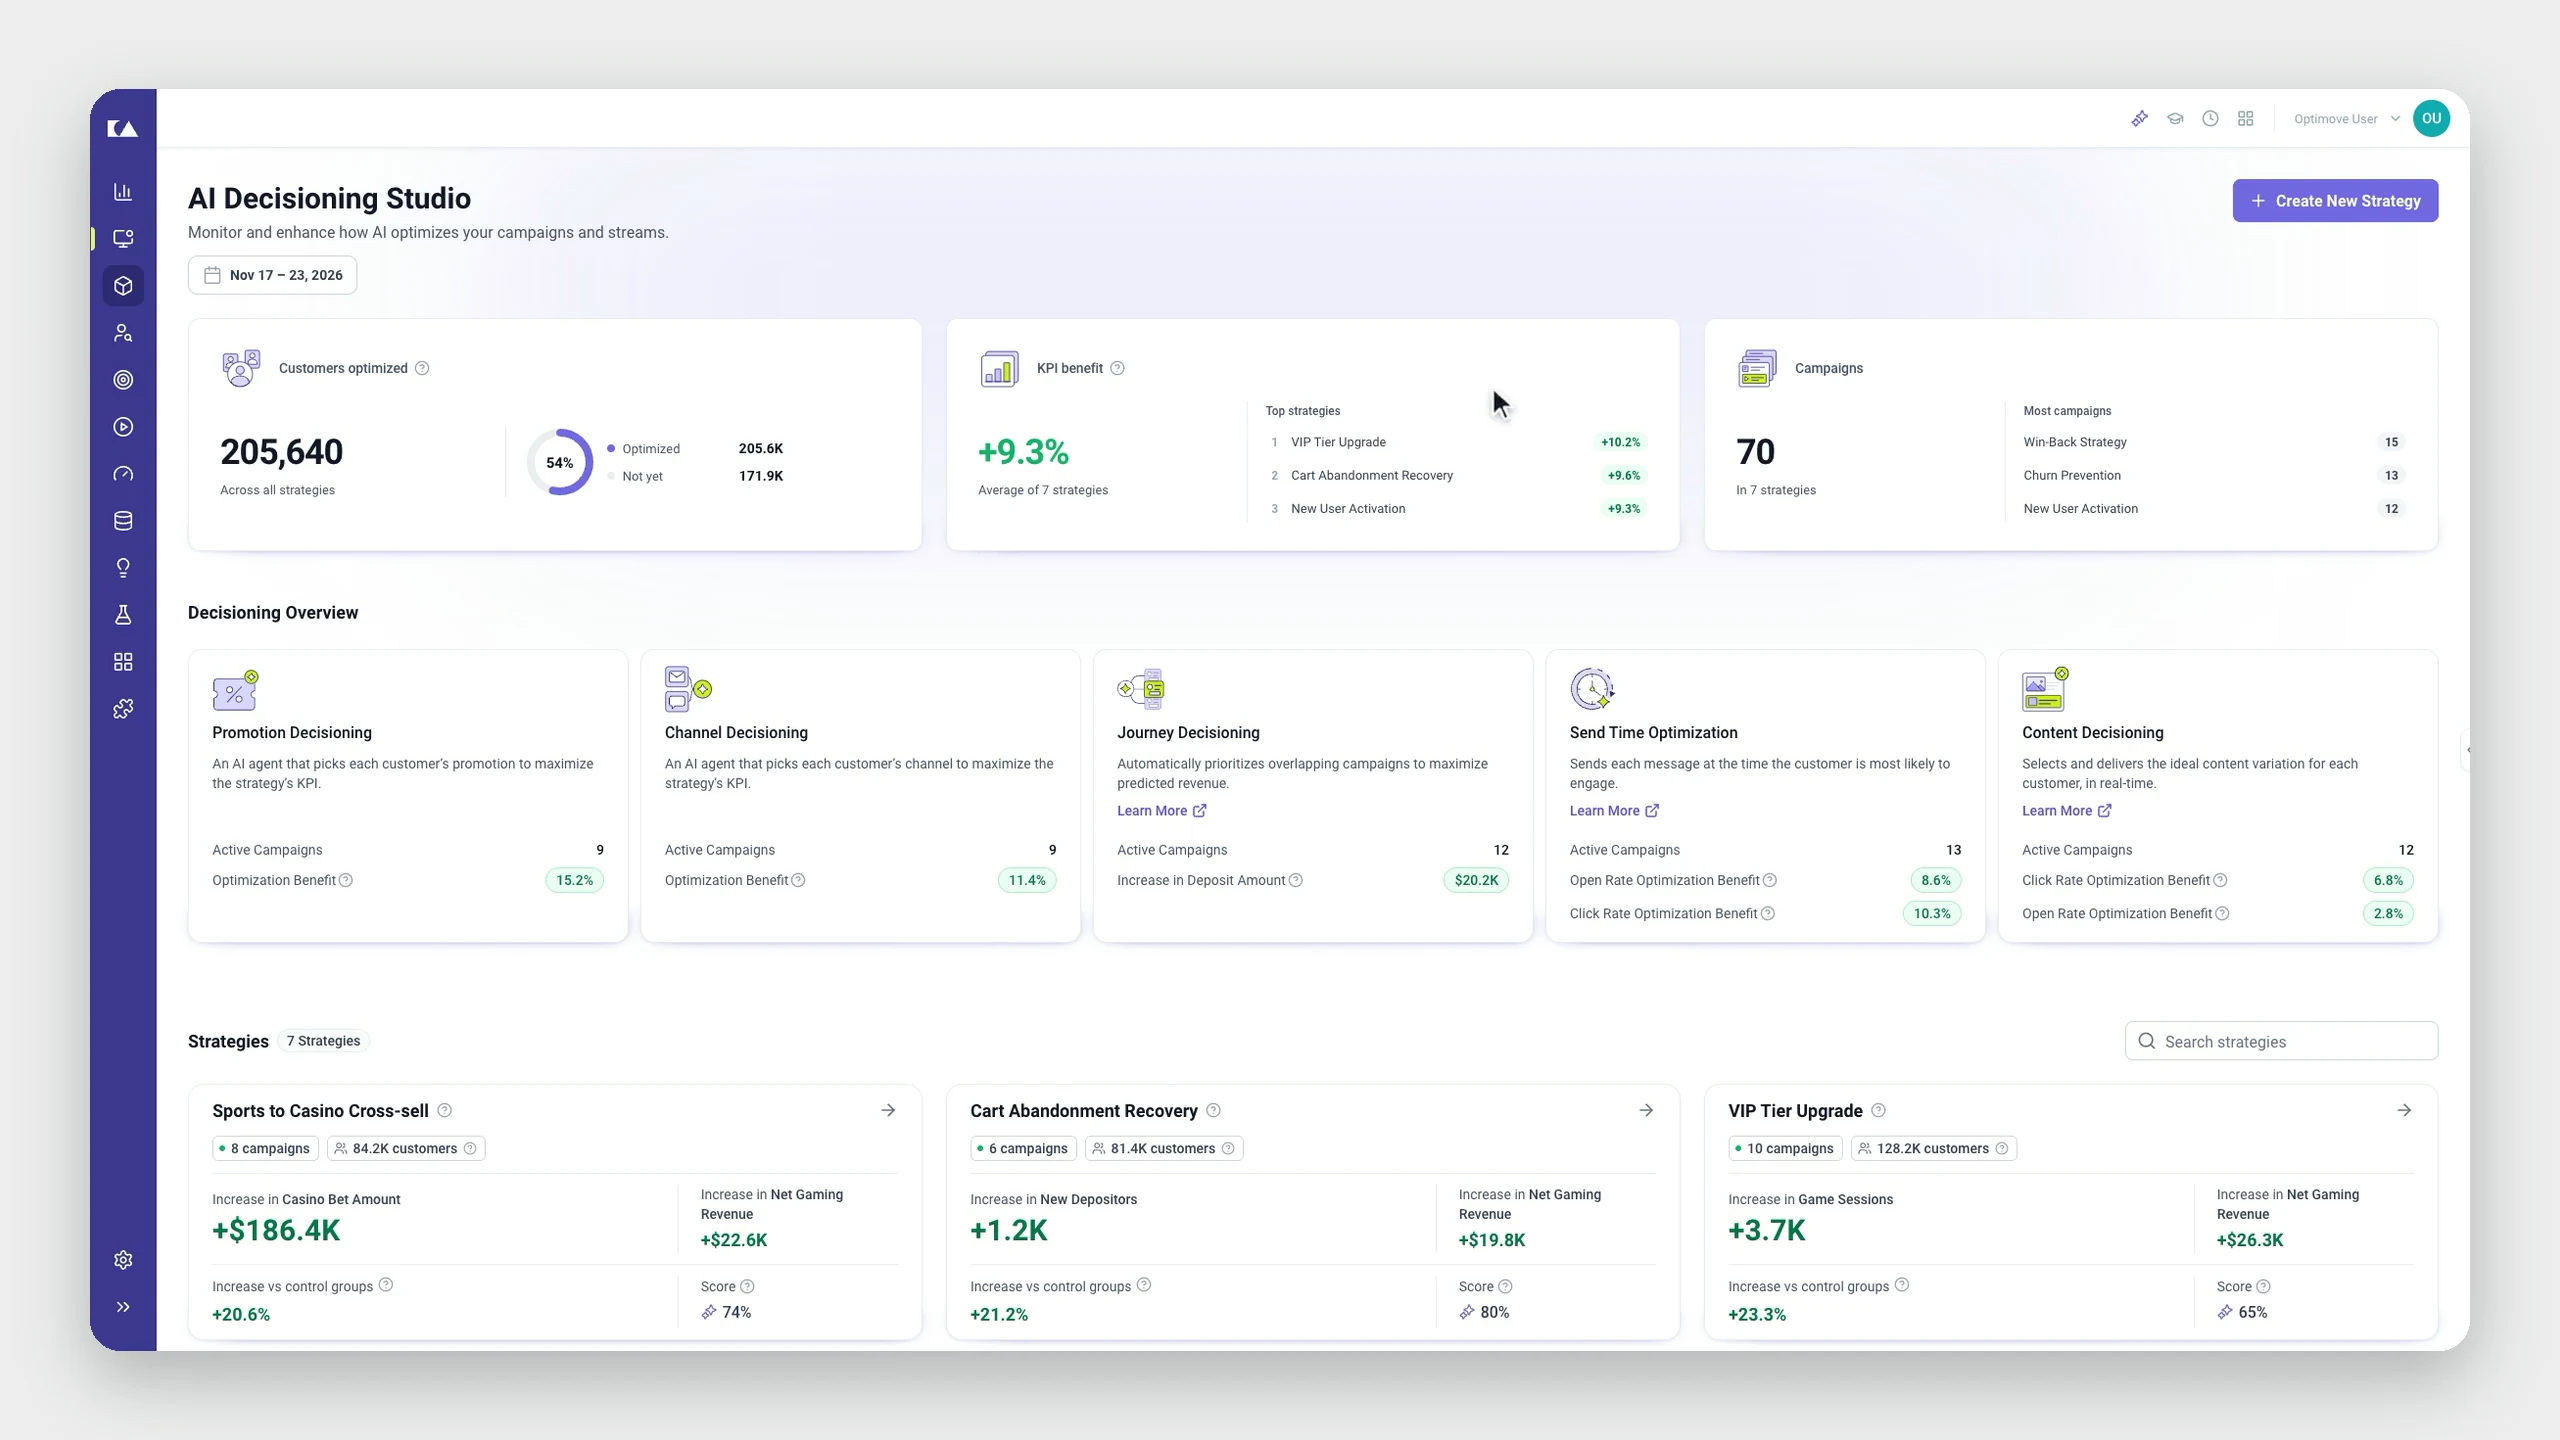 Optimove User
OU
AI Decisioning Studio
Create New Strategy
Monitor and enhance how AI optimizes your campaigns and streams.
Nov 17 – 23, 2026
Customers optimized
205,640
Across all strategies
54%
Optimized 205.6K
Not yet 171.9K
KPI benefit
+9.3%
Average of 7 strategies
Top strategies
1 VIP Tier Upgrade +10.2%
2 Cart Abandonment Recovery +9.6%
3 New User Activation +9.3%
Campaigns
70
In 7 strategies
Most campaigns
Win-Back Strategy 15
Churn Prevention 13
New User Activation 12
Decisioning Overview
Promotion Decisioning
An AI agent that picks each customer's promotion to maximize
the strategy's KPI.
Active Campaigns 9
Optimization Benefit 15.2%
Channel Decisioning
An AI agent that picks each customer's channel to maximize the
strategy's KPI.
Active Campaigns 9
Optimization Benefit 11.4%
Journey Decisioning
Automatically prioritizes overlapping campaigns to maximize
predicted revenue.
Learn More
Active Campaigns 12
Increase in Deposit Amount $20.2K
Send Time Optimization
Sends each message at the time the customer is most likely to
engage.
Learn More
Active Campaigns 13
Open Rate Optimization Benefit 8.6%
Click Rate Optimization Benefit 10.3%
Content Decisioning
Selects and delivers the ideal content variation for each
customer, in real-time.
Learn More
Active Campaigns 12
Click Rate Optimization Benefit 6.8%
Open Rate Optimization Benefit 2.8%
Strategies 7 Strategies
Search strategies
Sports to Casino Cross-sell
8 campaigns 84.2K customers
Increase in Casino Bet Amount
+$186.4K
Increase in Net Gaming
Revenue
+$22.6K
Increase vs control groups
+20.6%
Score
74%
Cart Abandonment Recovery
6 campaigns 81.4K customers
Increase in New Depositors
+1.2K
Increase in Net Gaming
Revenue
+$19.8K
Increase vs control groups
+21.2%
Score
80%
VIP Tier Upgrade
10 campaigns 128.2K customers
Increase in Game Sessions
+3.7K
Increase in Net Gaming
Revenue
+$26.3K
Increase vs control groups
+23.3%
Score
65%